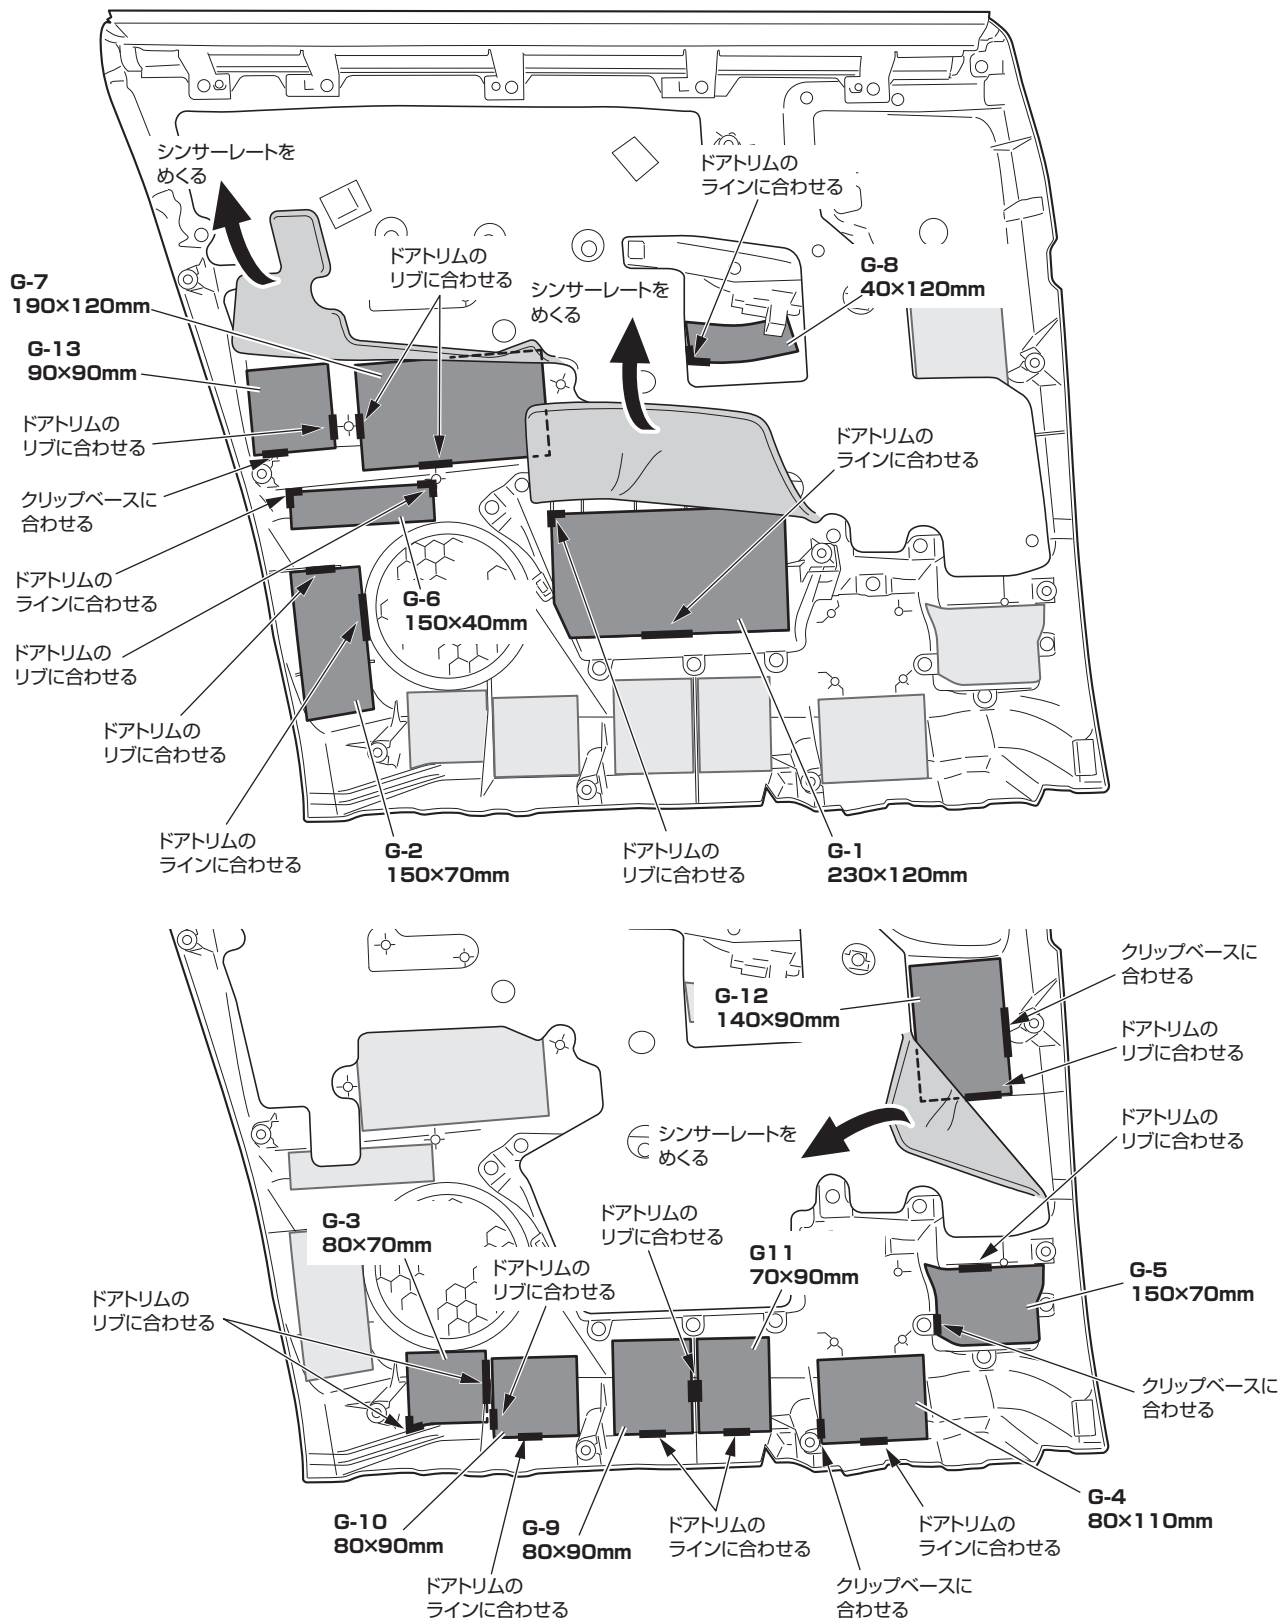 シンサーレートを
めくる
ドアトリムの
ラインに合わせる
ドアトリムの
リブに合わせる
G-8
40×120mm
G-7
190×120mm
シンサーレートを
めくる
G-13
90×90mm
ドアトリムの
リブに合わせる
ドアトリムの
ラインに合わせる
クリップベースに
合わせる
ドアトリムの
ラインに合わせる
G-6
150×40mm
ドアトリムの
リブに合わせる
ドアトリムの
リブに合わせる
ドアトリムの
ラインに合わせる
G-2
150×70mm
ドアトリムの
リブに合わせる
G-1
230×120mm
クリップベースに
合わせる
G-12
140×90mm
ドアトリムの
リブに合わせる
シンサーレートを
めくる
ドアトリムの
リブに合わせる
G-3
80×70mm
ドアトリムの
リブに合わせる
G11
70×90mm
ドアトリムの
リブに合わせる
G-5
150×70mm
ドアトリムの
リブに合わせる
クリップベースに
合わせる
G-4
80×110mm
G-10
80×90mm
G-9
80×90mm
ドアトリムの
ラインに合わせる
ドアトリムの
ラインに合わせる
ドアトリムの
ラインに合わせる
クリップベースに
合わせる